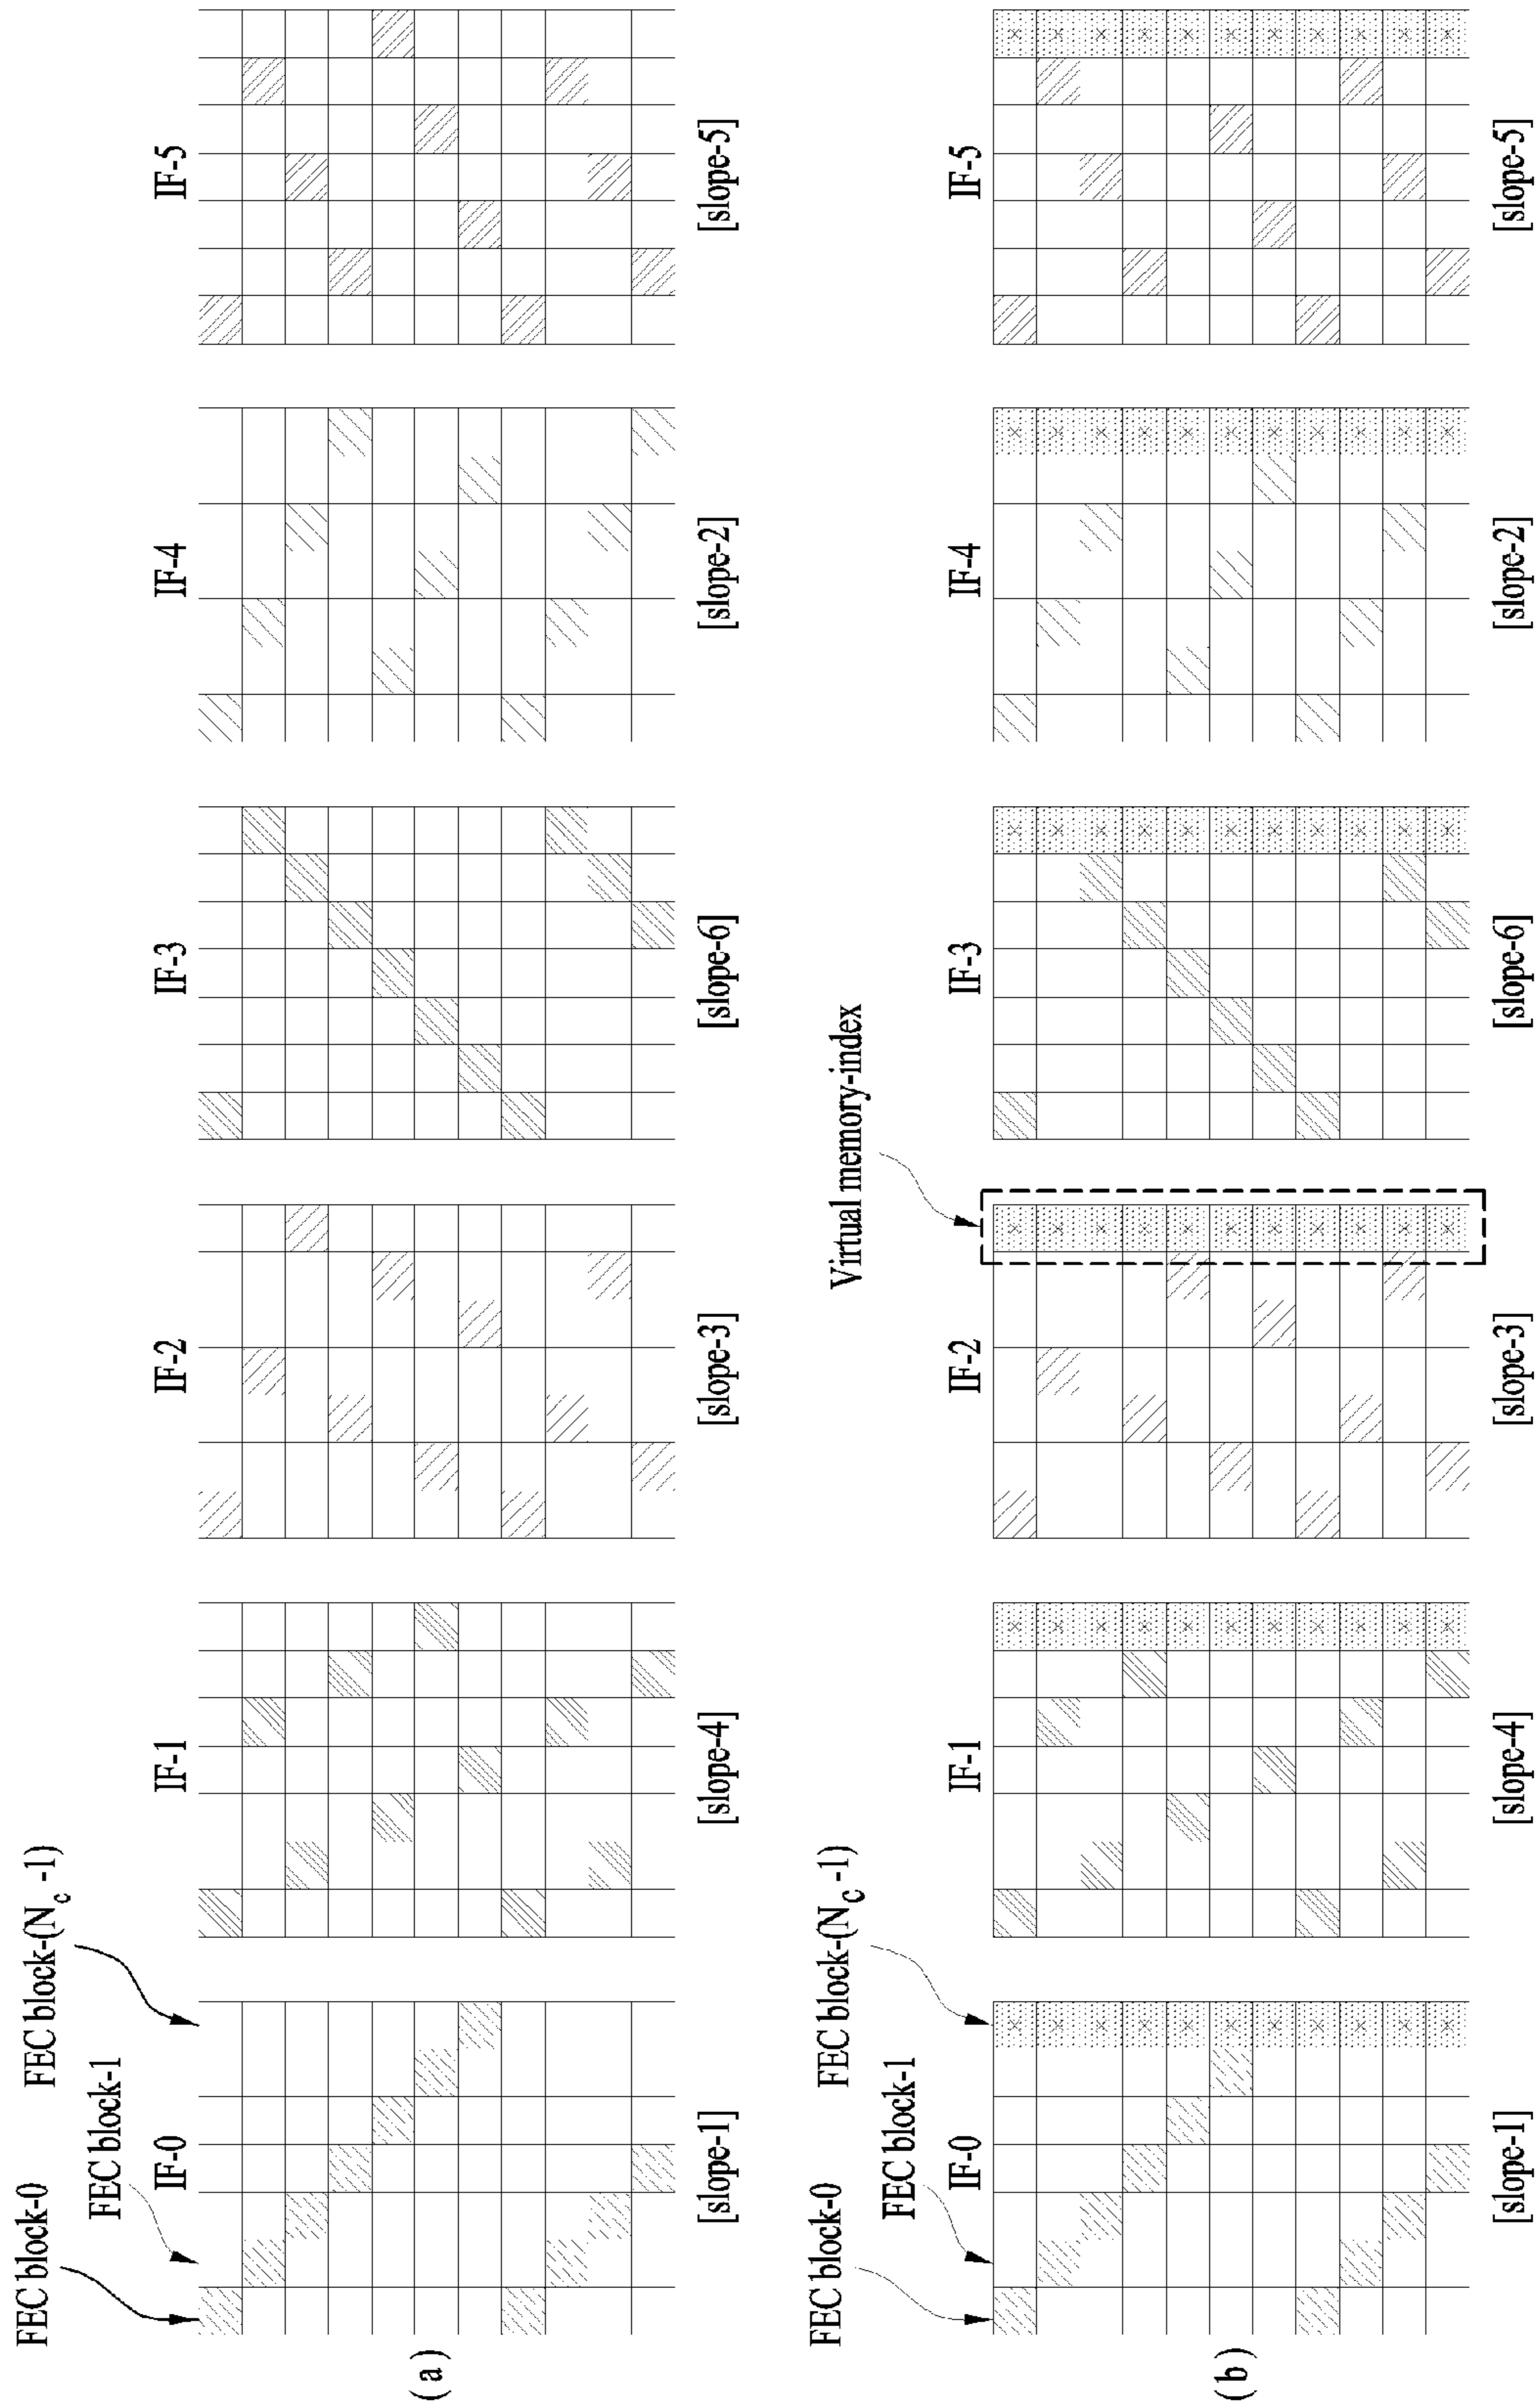 FEC block-0
FEC block-1
FEC block-(Nc -1)
IF-0
IF-1
IF-2
IF-3
IF-4
IF-5
(a)
[slope-1]
[slope-4]
[slope-3]
[slope-6]
[slope-2]
[slope-5]
FEC block-0
FEC block-1
FEC block-(NC -1)
Virtual memory-index
IF-0
IF-1
IF-2
IF-3
IF-4
IF-5
(b)
[slope-1]
[slope-4]
[slope-3]
[slope-6]
[slope-2]
[slope-5]